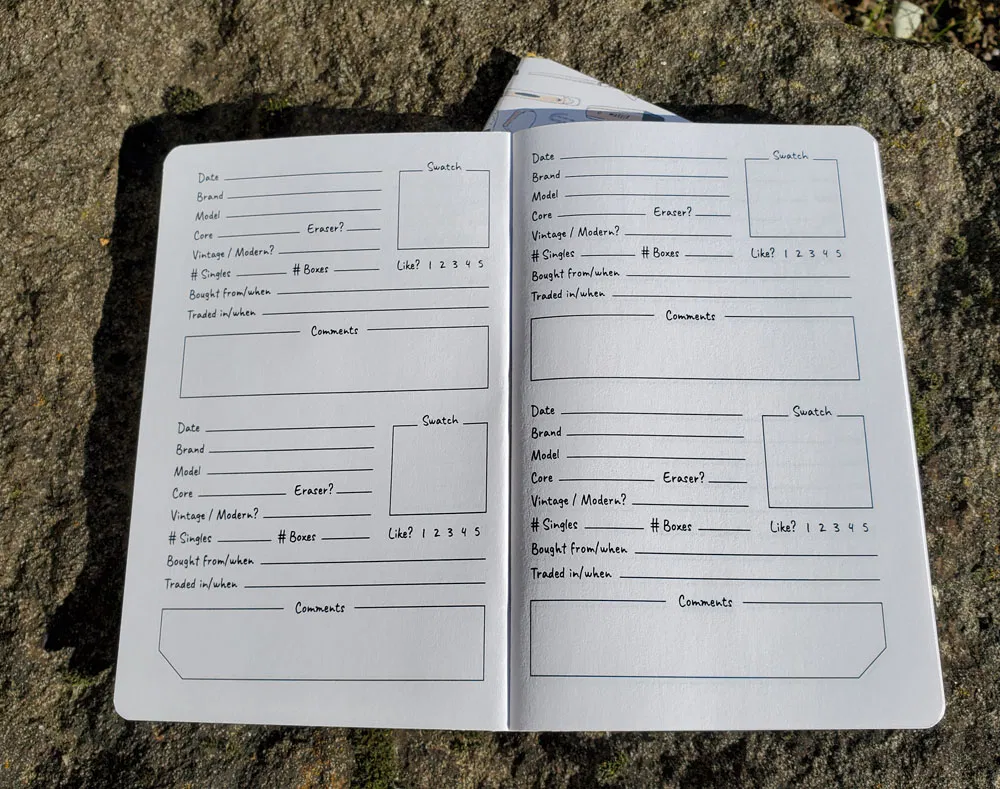 Date
Swatch
Brand
Model
Core Eraser?
Vintage / Modern?
# Singles # Boxes Like? 1 2 3 4 5
Bought from/when
Traded in/when
Comments
Date
Swatch
Brand
Model
Core Eraser?
Vintage / Modern?
# Singles # Boxes Like? 1 2 3 4 5
Bought from/when
Traded in/when
Comments
Date
Swatch
Brand
Model
Core Eraser?
Vintage / Modern?
# Singles # Boxes Like? 1 2 3 4 5
Bought from/when
Traded in/when
Comments
Date
Swatch
Brand
Model
Core Eraser?
Vintage / Modern?
# Singles # Boxes Like? 1 2 3 4 5
Bought from/when
Traded in/when
Comments